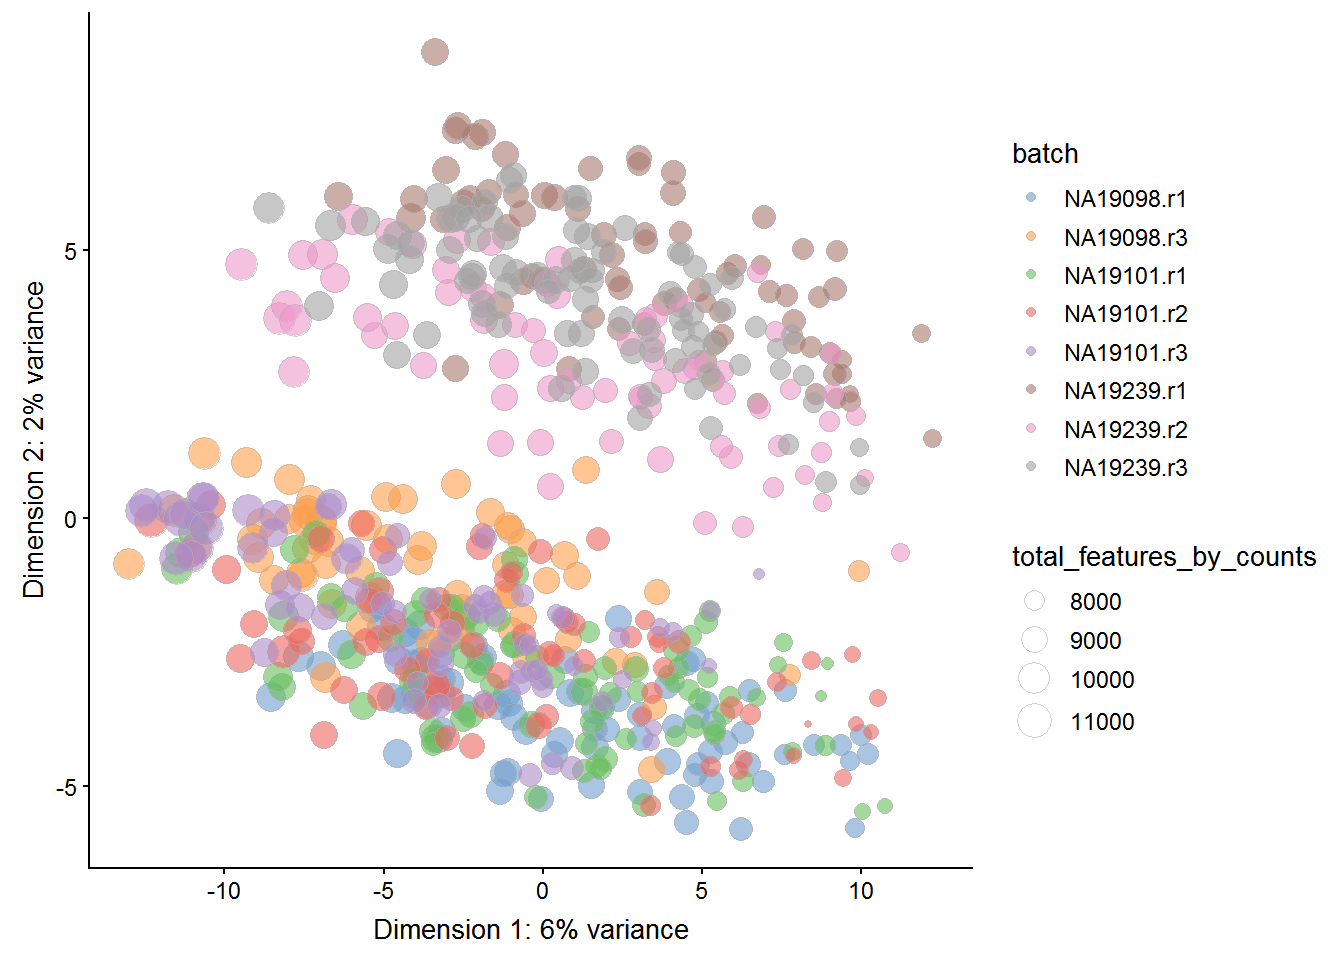 5
0
-5
-10
-5
0
5
10
Dimension 1: 6% variance
Dimension 2: 2% variance
batch
NA19098.r1
NA19098.r3
NA19101.r1
NA19101.r2
NA19101.r3
NA19239.r1
NA19239.r2
NA19239.r3
total_features_by_counts
8000
9000
10000
11000